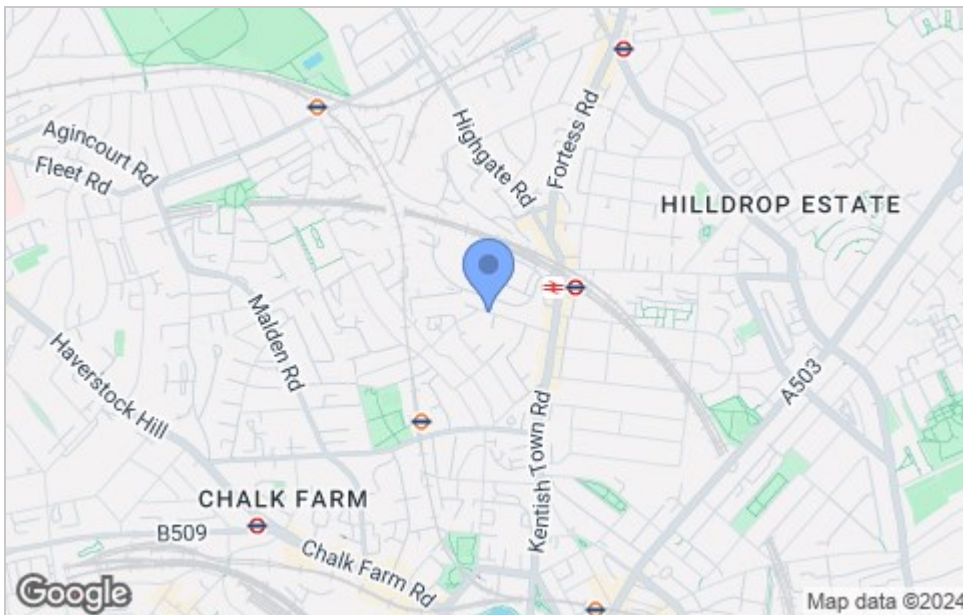 Fortess Rd
Highgate Rd
Agincourt Rd
Fleet Rd
HILLDROP ESTATE
Malden Rd
Haverstock Hill
A503
Kentish Town Rd
CHALK FARM
B509
Chalk Farm Rd
Google
Map data ©2024